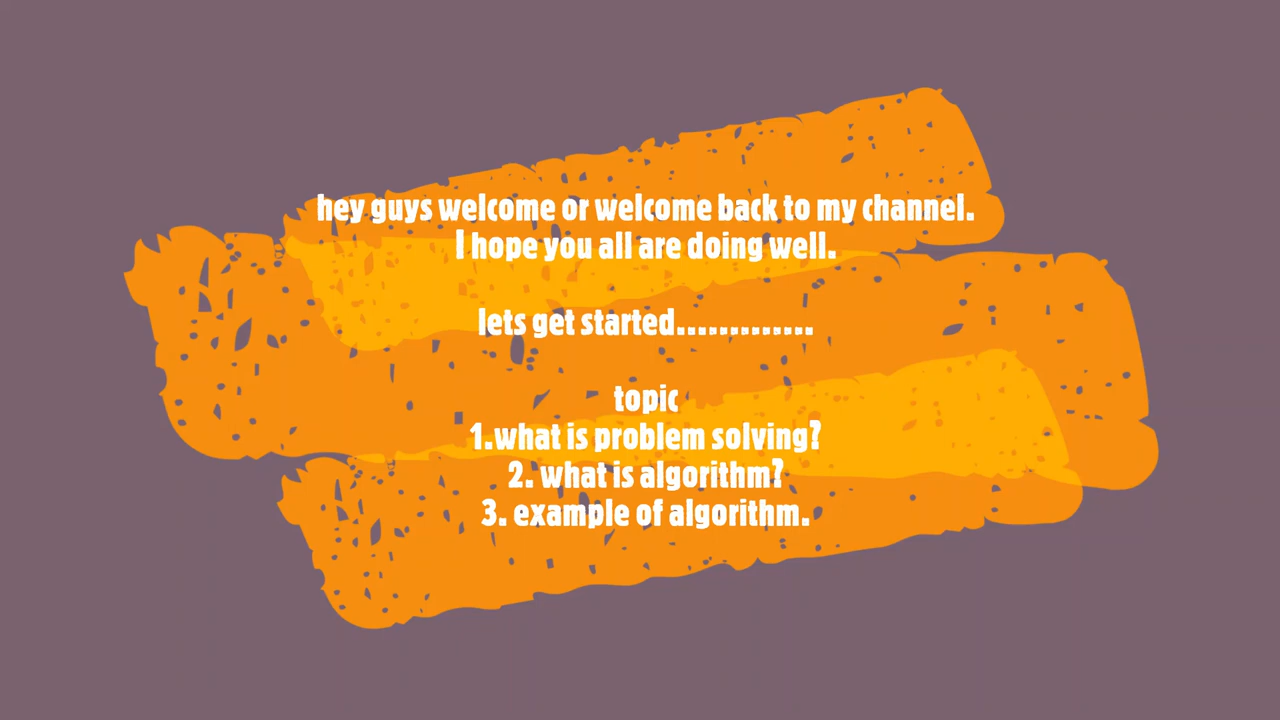 hey guys welcome or welcome back to my channel.
I hope you all are doing well.
lets get started.............
topic
1.what is problem solving?
2. what is algorithm?
3. example of algorithm.